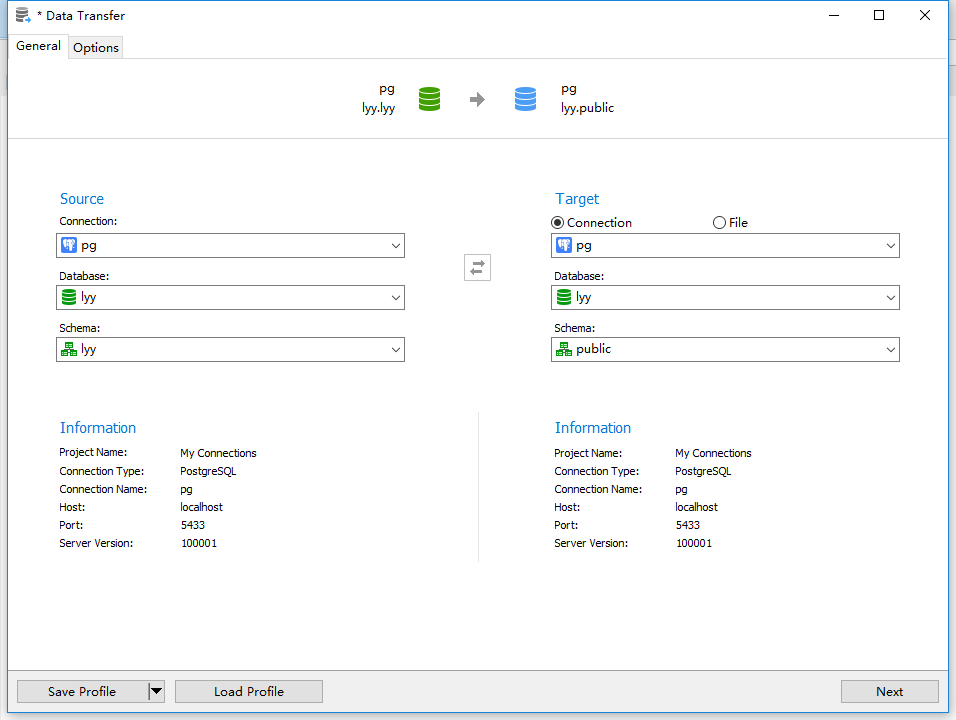 * Data Transfer
General
Options
pg
lyy.lyy
pg
lyy.public
Source
Connection:
pg
Database:
lyy
Schema:
lyy
Target
Connection
File
pg
Database:
lyy
Schema:
public
Information
Project Name: My Connections
Connection Type: PostgreSQL
Connection Name: pg
Host: localhost
Port: 5433
Server Version: 100001
Information
Project Name: My Connections
Connection Type: PostgreSQL
Connection Name: pg
Host: localhost
Port: 5433
Server Version: 100001
Save Profile
Load Profile
Next